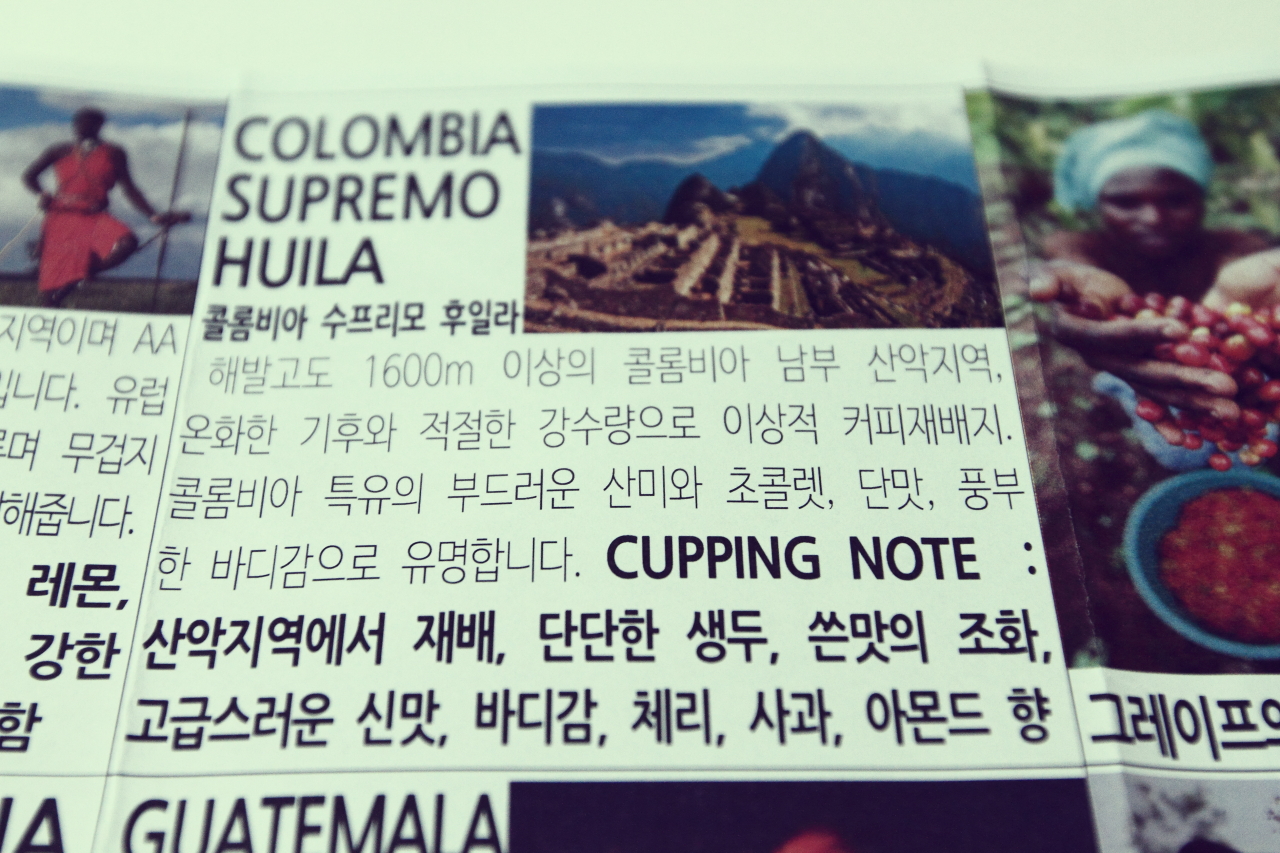 COLOMBIA
SUPREMO
HUILA
콜롬비아 수프리모 후일라
해발고도 1600m 이상의 콜롬비아 남부 산악지역,
온화한 기후와 적절한 강수량으로 이상적 커피재배지.
콜롬비아 특유의 부드러운 산미와 초콜렛, 단맛, 풍부
한 바디감으로 유명합니다. CUPPING NOTE :
산악지역에서 재배, 단단한 생두, 쓴맛의 조화,
고급스러운 신맛, 바디감, 체리, 사과, 아몬드 향
지역이며 AA
입니다. 유럽
르며 무겁지
해줍니다.
레몬,
강한
함
그레이프와
IA
GUATEMALA